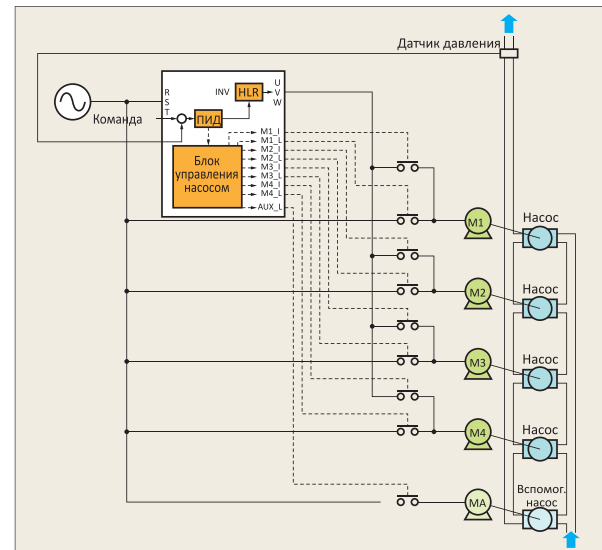 Датчик давления
R
S
T
Команда
INV
HLR
U
V
W
ПИД
Блок
управления
насосом
M1_I
M1_L
M2_I
M2_L
M3_I
M3_L
M4_I
M4_L
AUX_L
M1
Насос
M2
Насос
M3
Насос
M4
Насос
MA
Вспомог.
насос